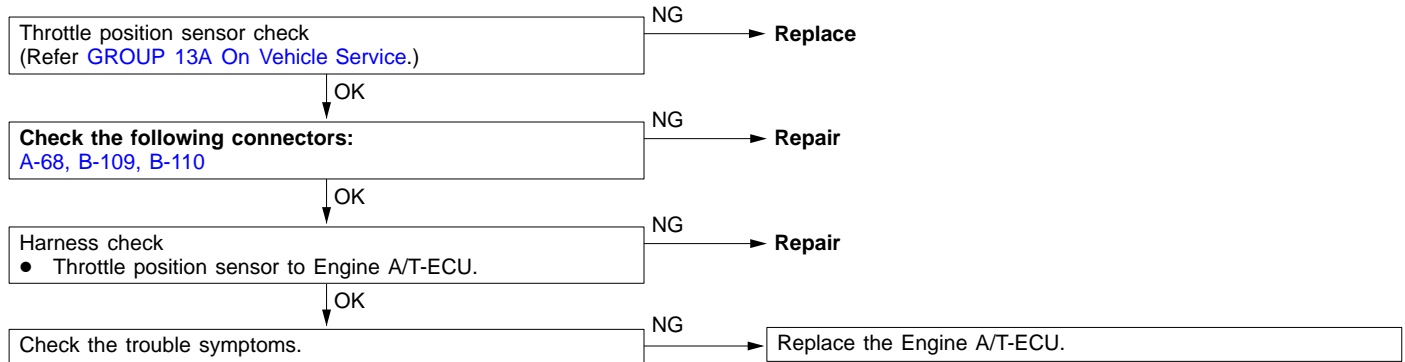 Throttle position sensor check
(Refer GROUP 13A On Vehicle Service.)
NG
Replace
OK
Check the following connectors:
A-68, B-109, B-110
NG
Repair
OK
Harness check
● Throttle position sensor to Engine A/T-ECU.
NG
Repair
OK
Check the trouble symptoms.
NG
Replace the Engine A/T-ECU.